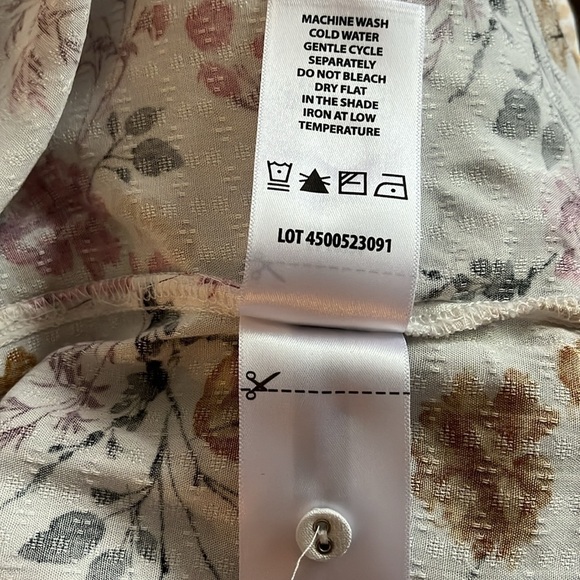 MACHINE WASH
COLD WATER
GENTLE CYCLE
SEPARATELY
DO NOT BLEACH
DRY FLAT
IN THE SHADE
IRON AT LOW
TEMPERATURE
LOT 4500523091